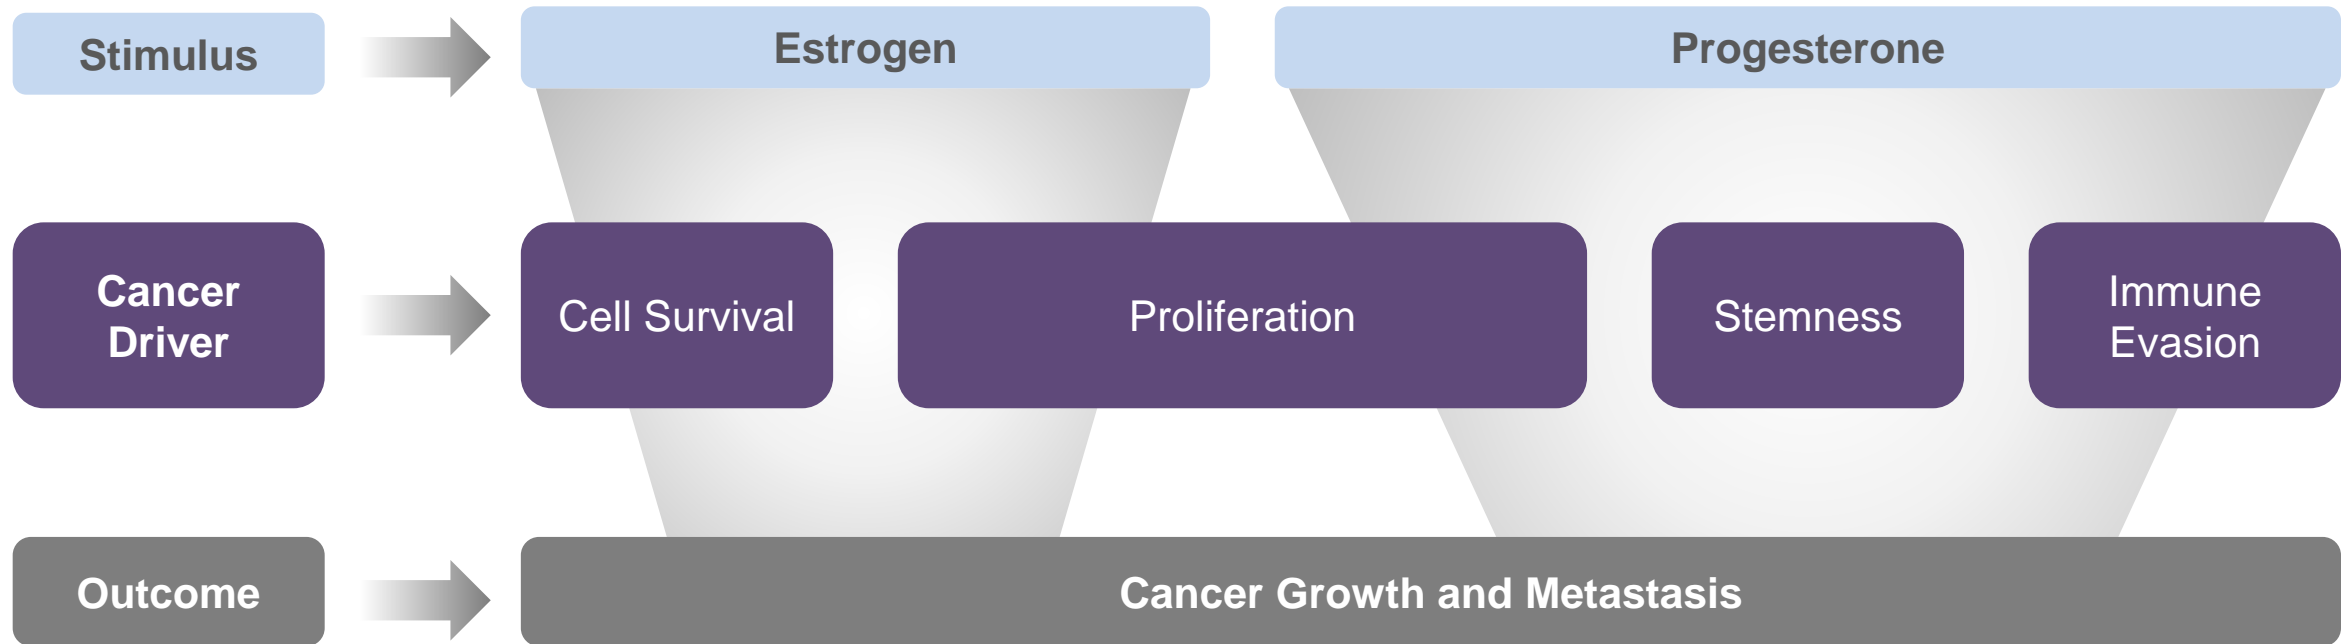 Stimulus
Estrogen
Progesterone
Cancer
Driver
Cell Survival
Proliferation
Stemness
Immune
Evasion
Outcome
Cancer Growth and Metastasis